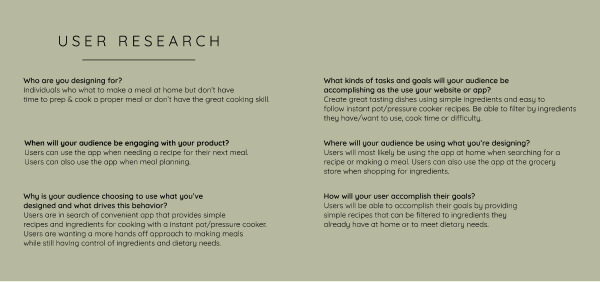 USER RESEARCH
Who are you designing for?
Individuals who what to make a meal at home but don't have
time to prep & cook a proper meal or don't have the great cooking skill.
When will your audience be engaging with your product?
Users can use the app when needing a recipe for their next meal.
Users can also use the app when meal planning.
Why is your audience choosing to use what you've
designed and what drives this behavior?
Users are in search of convenient app that provides simple
recipes and ingredients for cooking with a instant pot/pressure cooker.
Users are wanting a more hands off approach to making meals
while still having control of ingredients and dietary needs.
What kinds of tasks and goals will your audience be
accomplishing as the use your website or app?
Create great tasting dishes using simple ingredients and easy to
follow instant pot/pressure cooker recipes. Be able to filter by ingredients
they have/want to use, cook time or difficulty.
Where will your audience be using what you're designing?
Users will most likely be using the app at home when searching for a
recipe or making a meal. Users can also use the app at the grocery
store when shopping for ingredients.
How will your user accomplish their goals?
Users will be able to accomplish their goals by providing
simple recipes that can be filtered to ingredients they
already have at home or to meet dietary needs.